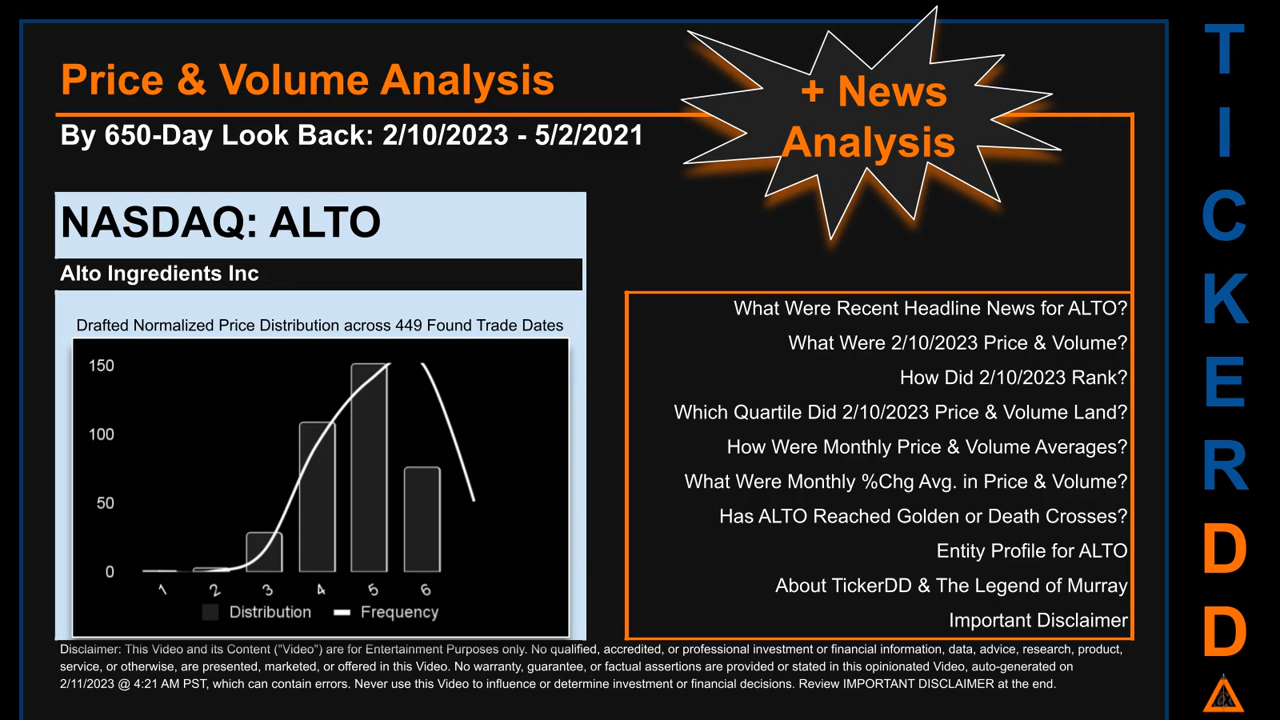 Price & Volume Analysis
+ News
Analysis
By 650-Day Look Back: 2/10/2023 - 5/2/2021
NASDAQ: ALTO
Alto Ingredients Inc
Drafted Normalized Price Distribution across 449 Found Trade Dates
150
100
50
0
1 2 3 4 5 6
Distribution Frequency
What Were Recent Headline News for ALTO?
What Were 2/10/2023 Price & Volume?
How Did 2/10/2023 Rank?
Which Quartile Did 2/10/2023 Price & Volume Land?
How Were Monthly Price & Volume Averages?
What Were Monthly %Chg Avg. in Price & Volume?
Has ALTO Reached Golden or Death Crosses?
Entity Profile for ALTO
About TickerDD & The Legend of Murray
Important Disclaimer
Disclaimer: This Video and its Content ("Video") are for Entertainment Purposes only. No qualified, accredited, or professional investment or financial information, data, advice, research, product,
service, or otherwise, are presented, marketed, or offered in this Video. No warranty, guarantee, or factual assertions are provided or stated in this opinionated Video, auto-generated on
2/11/2023 @ 4:21 AM PST, which can contain errors. Never use this Video to influence or determine investment or financial decisions. Review IMPORTANT DISCLAIMER at the end.
TICKERDD